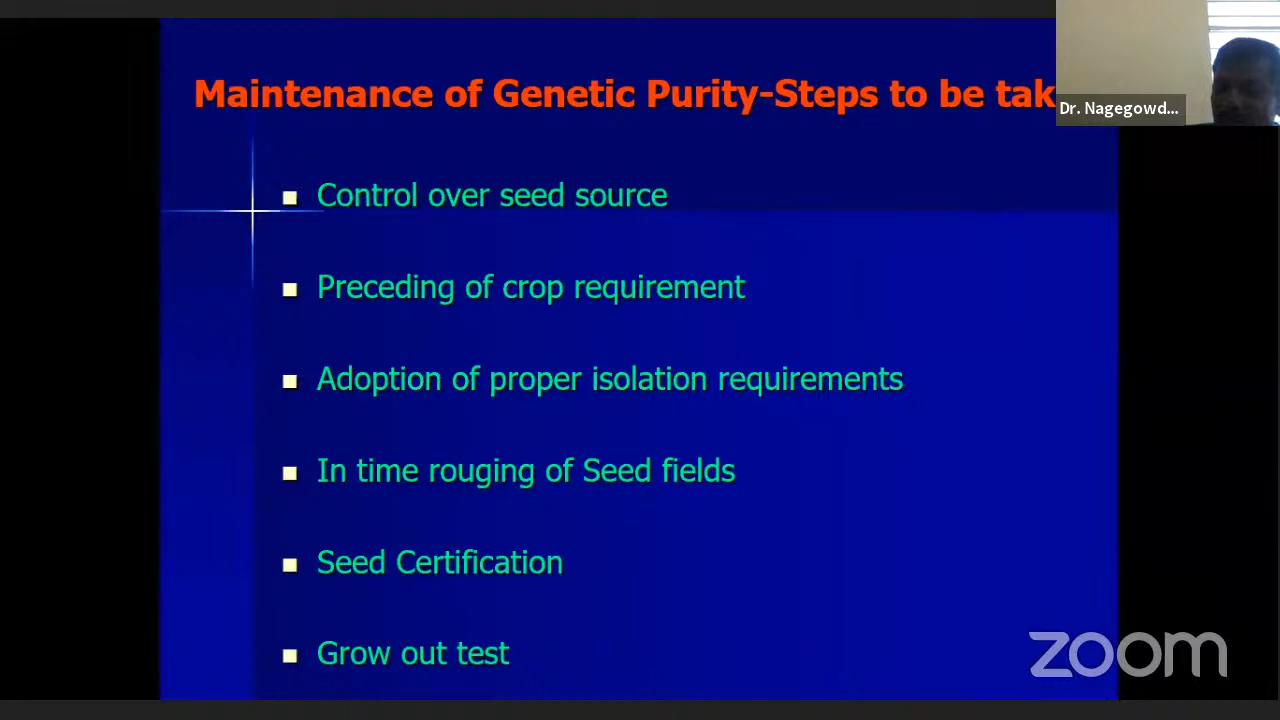 Maintenance of Genetic Purity-Steps to be tak
Dr. Nagegowd...
Control over seed source
Preceding of crop requirement
Adoption of proper isolation requirements
In time rouging of Seed fields
Seed Certification
Grow out test
zoom